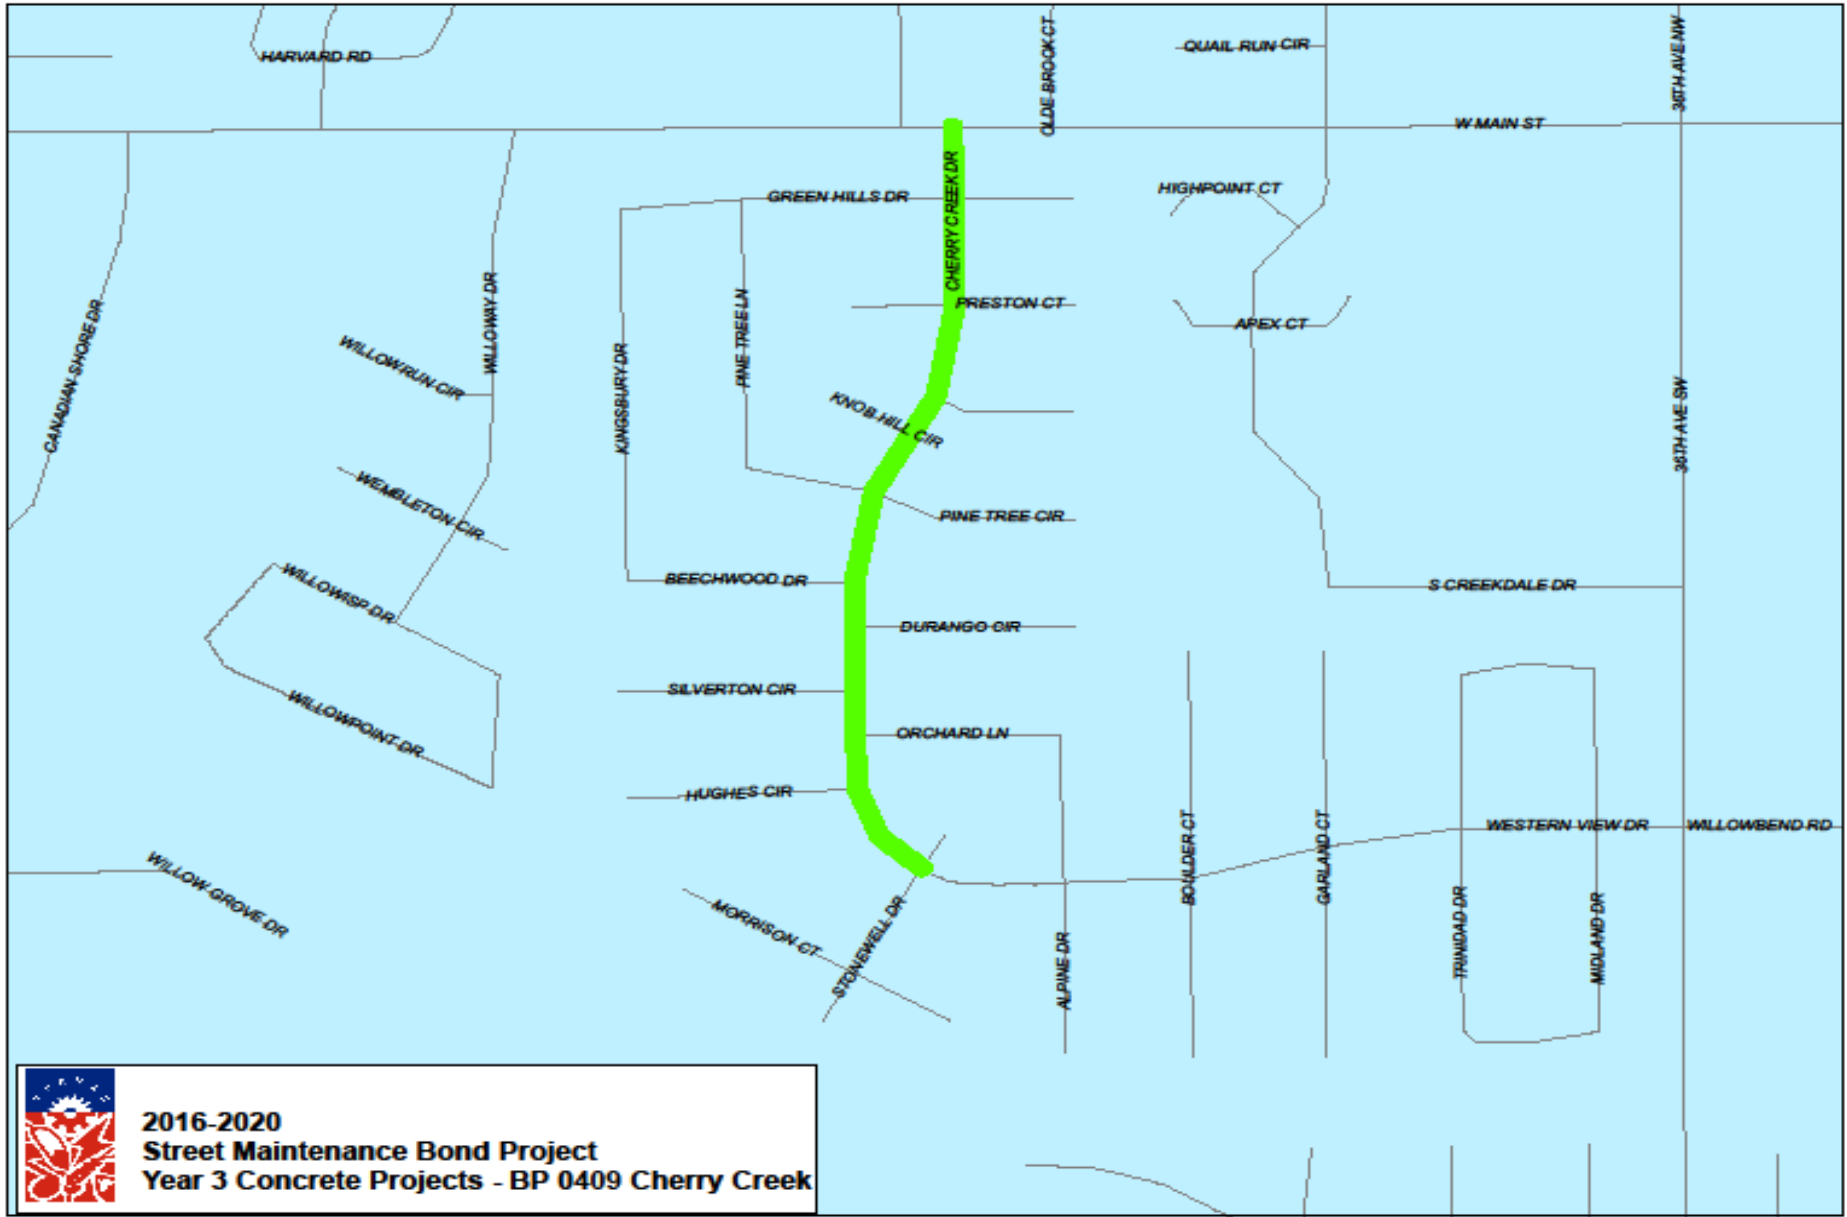 HARVARD RD
OLDE BROOK CT
QUAIL RUN CIR
36TH AVE NW
W MAIN ST
GREEN HILLS DR
CHERRY CREEK DR
HIGHPOINT CT
PRESTON CT
APEX CT
CANADIAN SHORE DR
WILLOWRUN CIR
WILLOWAY DR
KINGSBURY DR
PINE TREE LN
KNOB HILL CIR
36TH AVE SW
WEMBLETON CIR
PINE TREE CIR
WILLOWISP DR
BEECHWOOD DR
S CREEKDALE DR
DURANGO CIR
SILVERTON CIR
WILLOWPOINT DR
ORCHARD LN
HUGHES CIR
BOULDER CT
GARLAND CT
WESTERN VIEW DR
WILLOWBEND RD
WILLOW GROVE DR
MORRISON CT
STONEWELL DR
ALPINE DR
TRINIDAD DR
MIDLAND DR
2016-2020
Street Maintenance Bond Project
Year 3 Concrete Projects - BP 0409 Cherry Creek